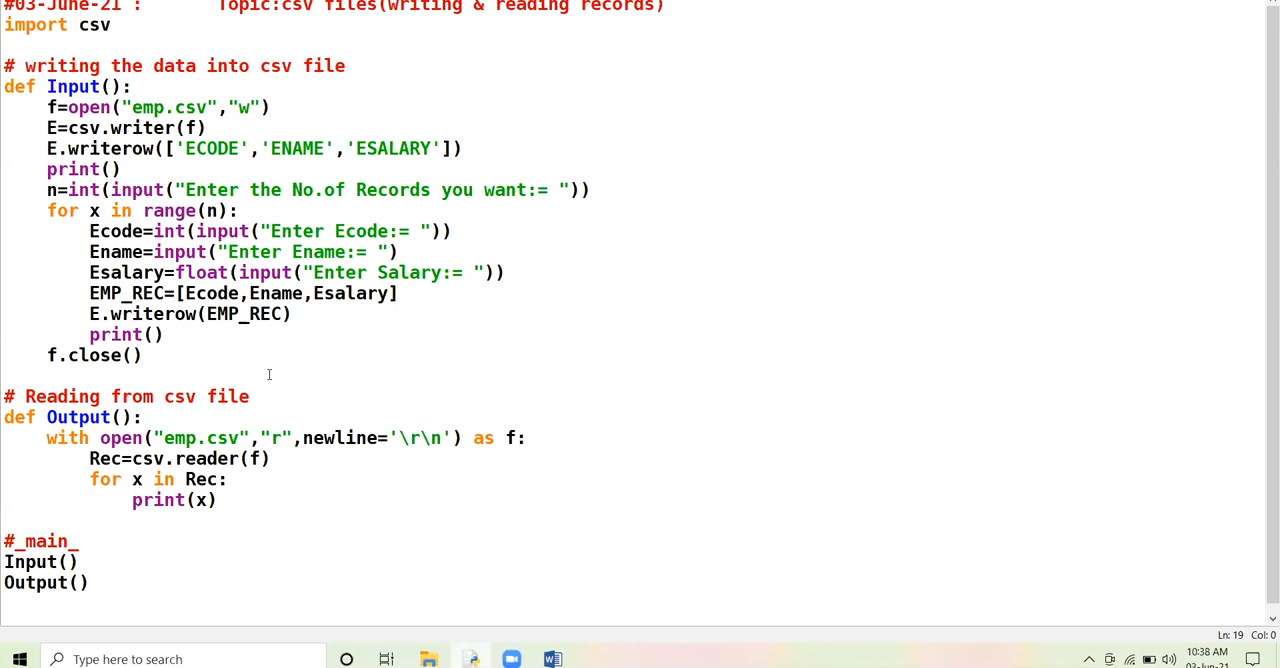 #03-June-21 :       Topic:csv files(writing & reading records)
import csv

# writing the data into csv file
def Input():
    f=open("emp.csv","w")
    E=csv.writer(f)
    E.writerow(['ECODE','ENAME','ESALARY'])
    print()
    n=int(input("Enter the No.of Records you want:= "))
    for x in range(n):
        Ecode=int(input("Enter Ecode:= "))
        Ename=input("Enter Ename:= ")
        Esalary=float(input("Enter Salary:= "))
        EMP_REC=[Ecode,Ename,Esalary]
        E.writerow(EMP_REC)
        print()
    f.close()

# Reading from csv file
def Output():
    with open("emp.csv","r",newline='\r\n') as f:
        Rec=csv.reader(f)
        for x in Rec:
            print(x)

#_main_
Input()
Output()
Ln: 19 Col: 0
Type here to search
10:38 AM
03-Jun-21